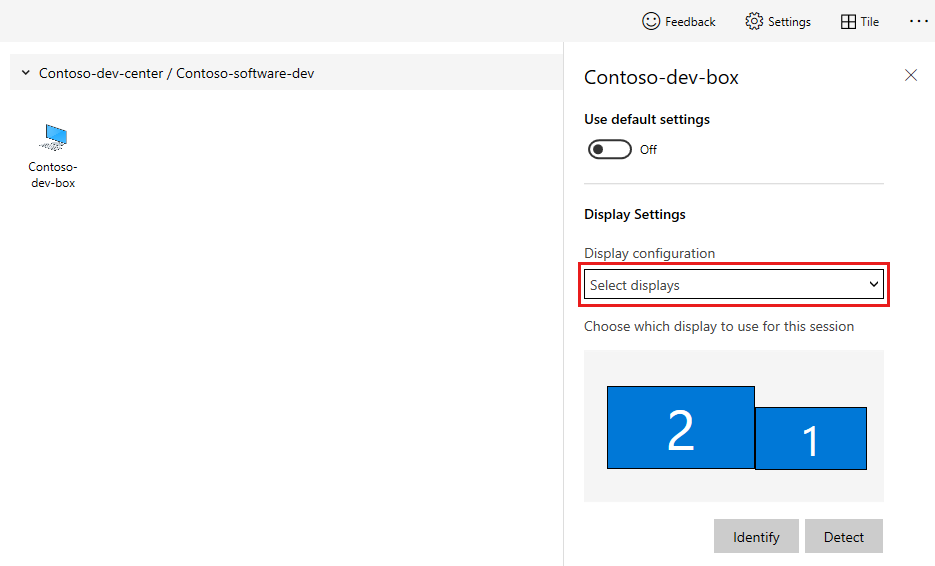 Feedback
Settings
Tile
Contoso-dev-center / Contoso-software-dev
Contoso-
dev-box
Contoso-dev-box
Use default settings
Off
Display Settings
Display configuration
Select displays
Choose which display to use for this session
2
1
Identify
Detect